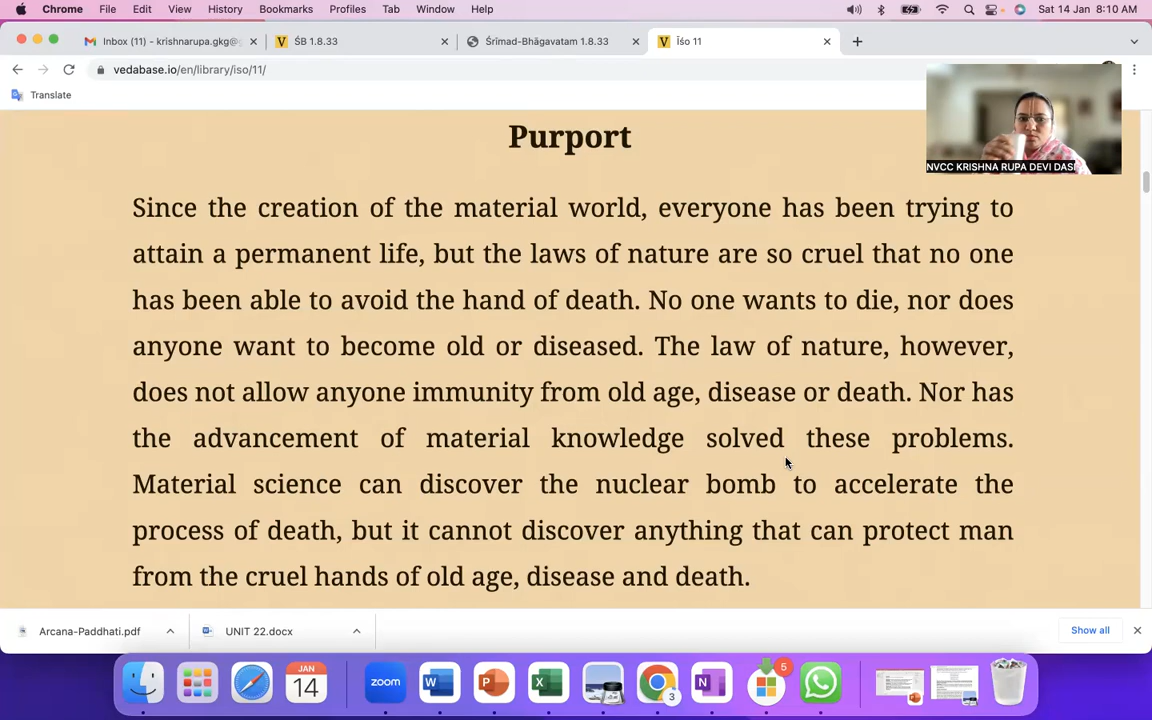 Chrome File Edit View History Bookmarks Profiles Tab Window Help Sat 14 Jan 8:10 AM
Inbox (11) - krishnarupa.gkg@ ŚB 1.8.33 Śrīmad-Bhāgavatam 1.8.33 Īśo 11
vedabase.io/en/library/iso/11/
Translate
NVCC KRISHNA RUPA DEVI DASI
Purport
Since the creation of the material world, everyone has been trying to
attain a permanent life, but the laws of nature are so cruel that no one
has been able to avoid the hand of death. No one wants to die, nor does
anyone want to become old or diseased. The law of nature, however,
does not allow anyone immunity from old age, disease or death. Nor has
the advancement of material knowledge solved these problems.
Material science can discover the nuclear bomb to accelerate the
process of death, but it cannot discover anything that can protect man
from the cruel hands of old age, disease and death.
Arcana-Paddhati.pdf UNIT 22.docx Show all
JAN
14
zoom
W P X N
3
5